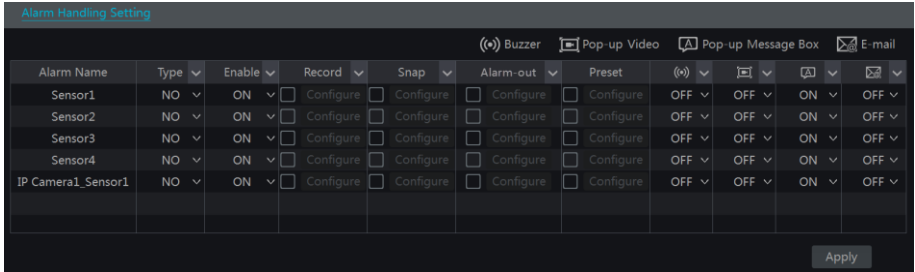 Alarm Handling Setting
Buzzer Pop-up Video Pop-up Message Box E-mail
Alarm Name Type Enable Record Snap Alarm-out Preset
Sensor1 NO ON Configure Configure Configure Configure OFF OFF ON OFF
Sensor2 NO ON Configure Configure Configure Configure OFF OFF ON OFF
Sensor3 NO ON Configure Configure Configure Configure OFF OFF ON OFF
Sensor4 NO ON Configure Configure Configure Configure OFF OFF ON OFF
IP Camera1_Sensor1 NO ON Configure Configure Configure Configure OFF OFF ON OFF
Apply